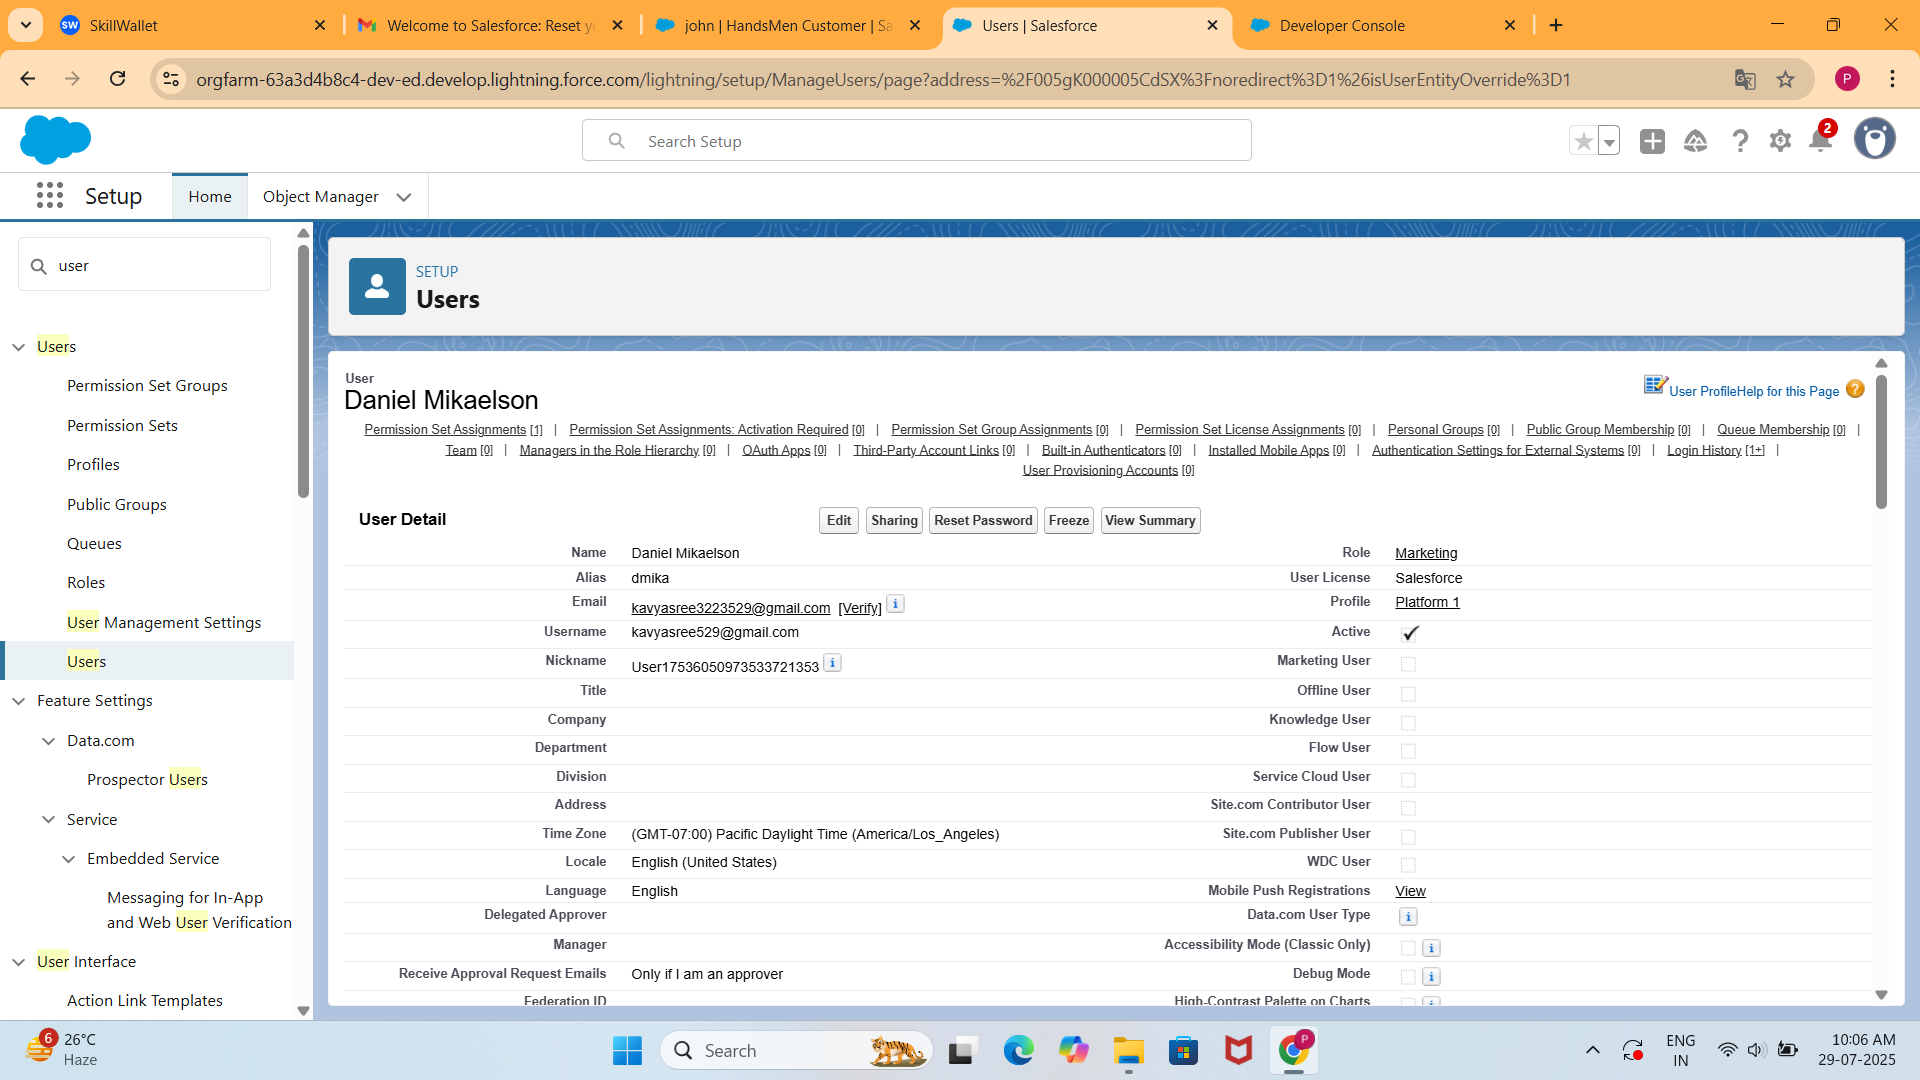 SkillWallet
Welcome to Salesforce: Reset yo
john | HandsMen Customer | Sa
Users | Salesforce
Developer Console
orgfarm-63a3d4b8c4-dev-ed.develop.lightning.force.com/lightning/setup/ManageUsers/page?address=%2F005gK000005CdSX%3Fnoredirect%3D1%26isUserEntityOverride%3D1
P
Search Setup
2
Setup
Home
Object Manager
user
Users
Permission Set Groups
Permission Sets
Profiles
Public Groups
Queues
Roles
User Management Settings
Users
Feature Settings
Data.com
Prospector Users
Service
Embedded Service
Messaging for In-App
and Web User Verification
User Interface
Action Link Templates
SETUP
Users
User
Daniel Mikaelson
User Profile Help for this Page ?
Permission Set Assignments [1] | Permission Set Assignments: Activation Required [0] | Permission Set Group Assignments [0] | Permission Set License Assignments [0] | Personal Groups [0] | Public Group Membership [0] | Queue Membership [0] |
Team [0] | Managers in the Role Hierarchy [0] | OAuth Apps [0] | Third-Party Account Links [0] | Built-in Authenticators [0] | Installed Mobile Apps [0] | Authentication Settings for External Systems [0] | Login History [1+] |
User Provisioning Accounts [0]
User Detail
Edit Sharing Reset Password Freeze View Summary
Name Daniel Mikaelson Role Marketing
Alias dmika User License Salesforce
Email kavyasree3223529@gmail.com [Verify] i Profile Platform 1
Username kavyasree529@gmail.com Active
Nickname User17536050973533721353 i Marketing User
Title Offline User
Company Knowledge User
Department Flow User
Division Service Cloud User
Address Site.com Contributor User
Time Zone (GMT-07:00) Pacific Daylight Time (America/Los_Angeles) Site.com Publisher User
Locale English (United States) WDC User
Language English Mobile Push Registrations View
Delegated Approver Data.com User Type i
Manager Accessibility Mode (Classic Only) i
Receive Approval Request Emails Only if I am an approver Debug Mode i
Federation ID High-Contrast Palette on Charts i
6
26°C
Haze
Search
P
ENG
IN
10:06 AM
29-07-2025